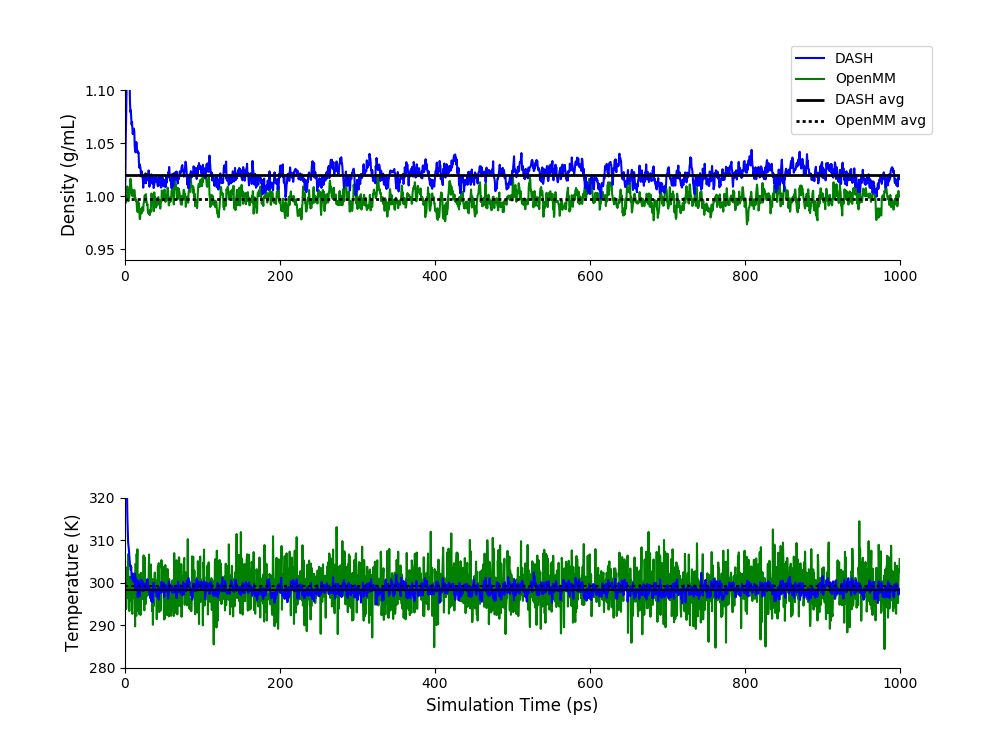 DASH
OpenMM
DASH avg
OpenMM avg
Density (g/mL)
1.10
1.05
1.00
0.95
0 200 400 600 800 1000
Temperature (K)
320
310
300
290
280
0 200 400 600 800 1000
Simulation Time (ps)